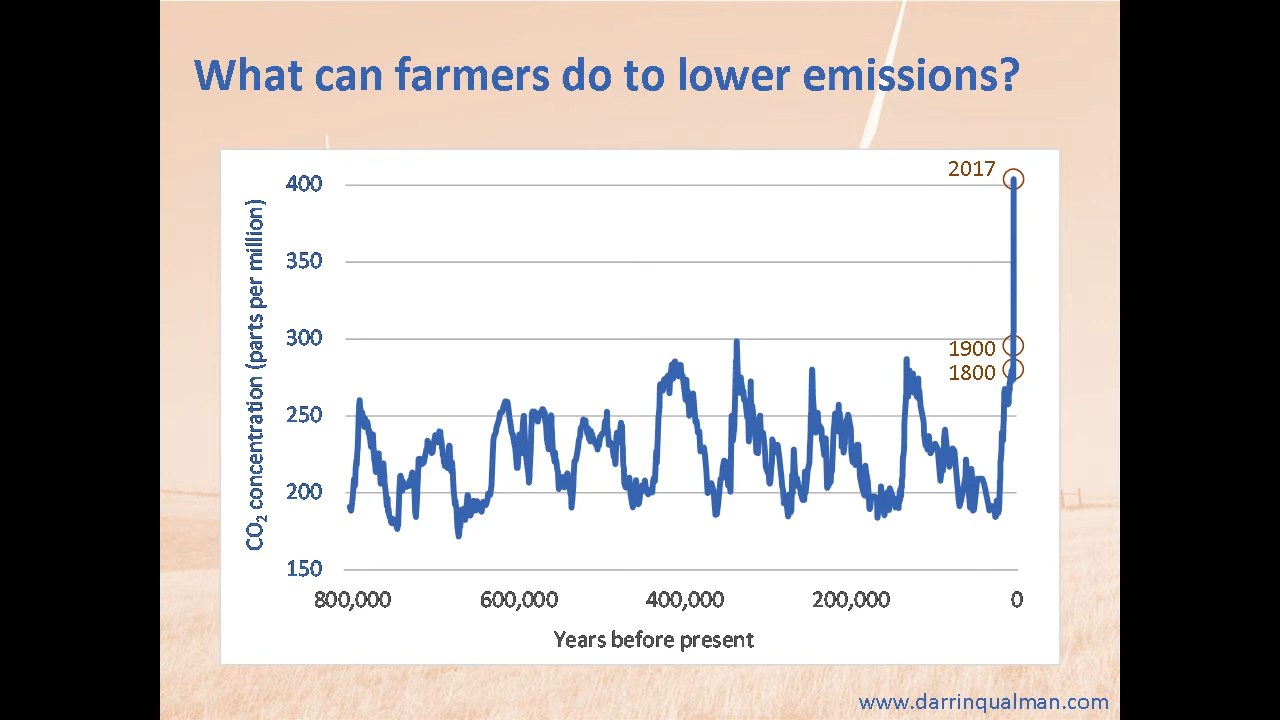 What can farmers do to lower emissions?
2017
400
350
300
1900
1800
250
200
150
CO₂ concentration (parts per million)
800,000 600,000 400,000 200,000 0
Years before present
www.darrinqualman.com